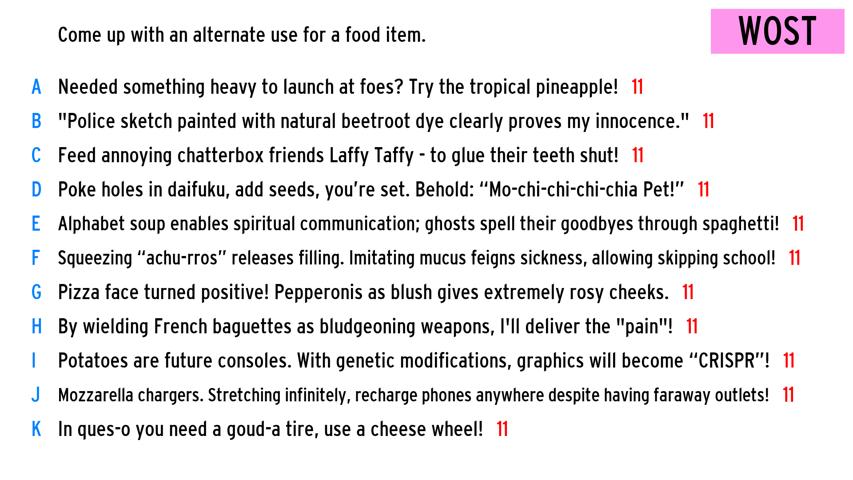 Come up with an alternate use for a food item.
WOST
A Needed something heavy to launch at foes? Try the tropical pineapple! 11
B "Police sketch painted with natural beetroot dye clearly proves my innocence." 11
C Feed annoying chatterbox friends Laffy Taffy - to glue their teeth shut! 11
D Poke holes in daifuku, add seeds, you’re set. Behold: “Mo-chi-chi-chi-chia Pet!” 11
E Alphabet soup enables spiritual communication; ghosts spell their goodbyes through spaghetti! 11
F Squeezing “achu-rros” releases filling. Imitating mucus feigns sickness, allowing skipping school! 11
G Pizza face turned positive! Pepperonis as blush gives extremely rosy cheeks. 11
H By wielding French baguettes as bludgeoning weapons, I'll deliver the "pain"! 11
I Potatoes are future consoles. With genetic modifications, graphics will become “CRISPR”! 11
J Mozzarella chargers. Stretching infinitely, recharge phones anywhere despite having faraway outlets! 11
K In ques-o you need a goud-a tire, use a cheese wheel! 11